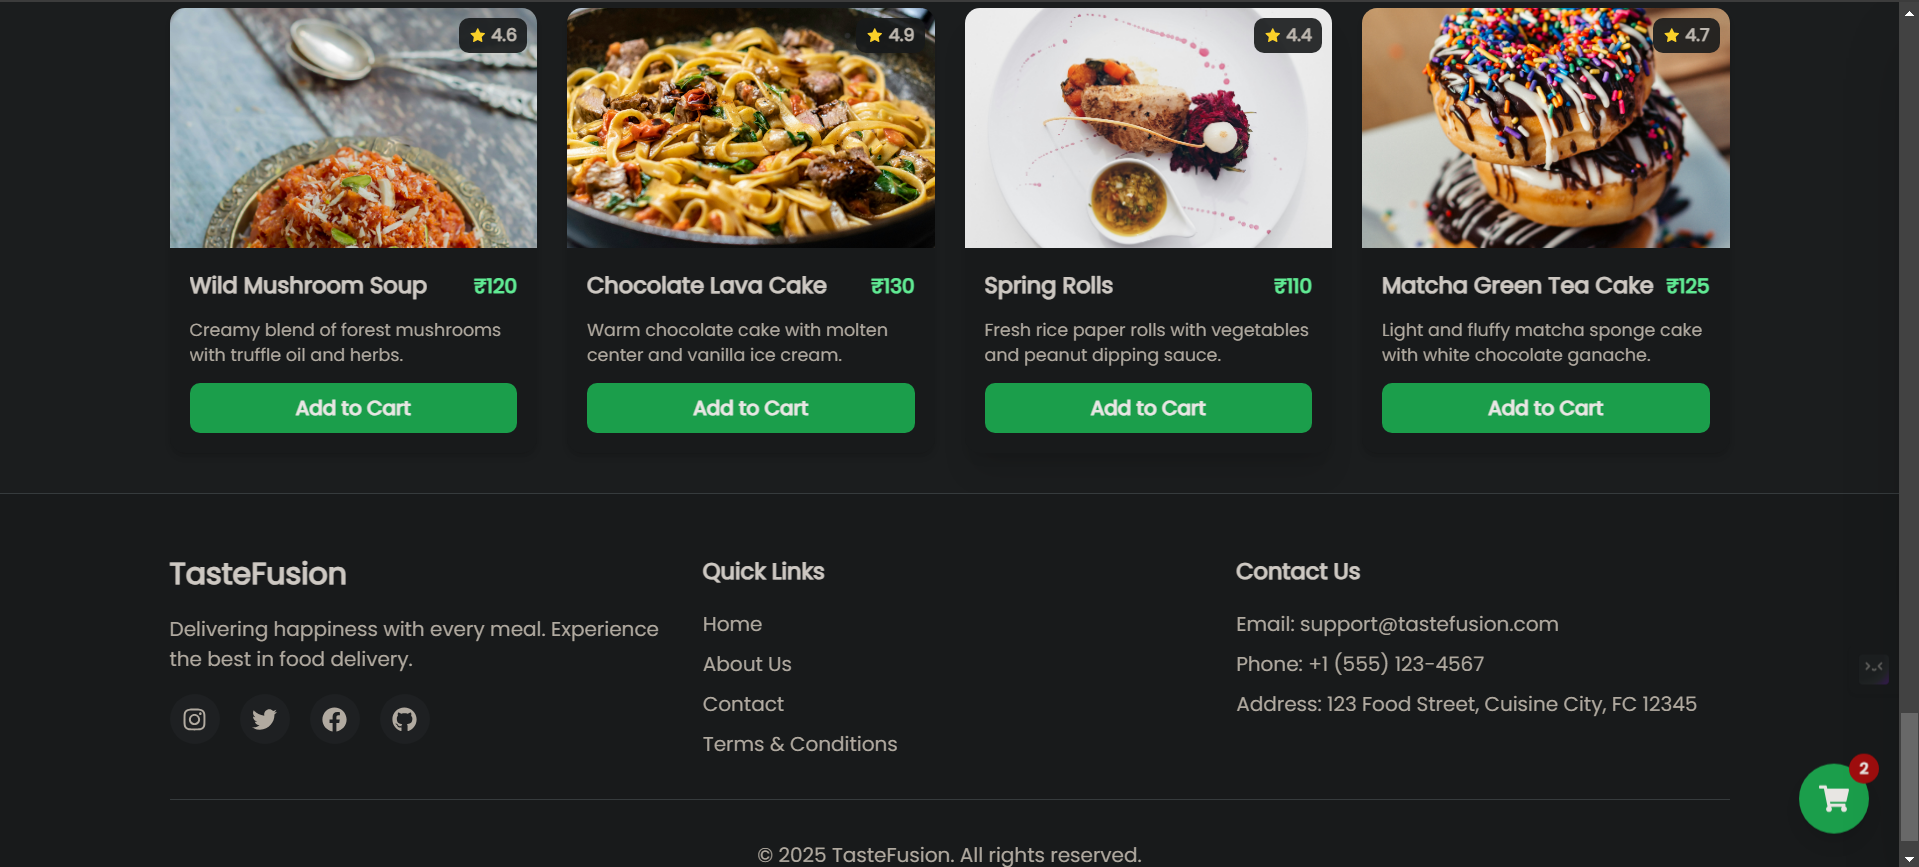 4.6
4.9
4.4
4.7
Wild Mushroom Soup ₹120
Creamy blend of forest mushrooms
with truffle oil and herbs.
Add to Cart
Chocolate Lava Cake ₹130
Warm chocolate cake with molten
center and vanilla ice cream.
Add to Cart
Spring Rolls ₹110
Fresh rice paper rolls with vegetables
and peanut dipping sauce.
Add to Cart
Matcha Green Tea Cake ₹125
Light and fluffy matcha sponge cake
with white chocolate ganache.
Add to Cart
TasteFusion
Delivering happiness with every meal. Experience
the best in food delivery.
Quick Links
Home
About Us
Contact
Terms & Conditions
Contact Us
Email: support@tastefusion.com
Phone: +1 (555) 123-4567
Address: 123 Food Street, Cuisine City, FC 12345
2
© 2025 TasteFusion. All rights reserved.